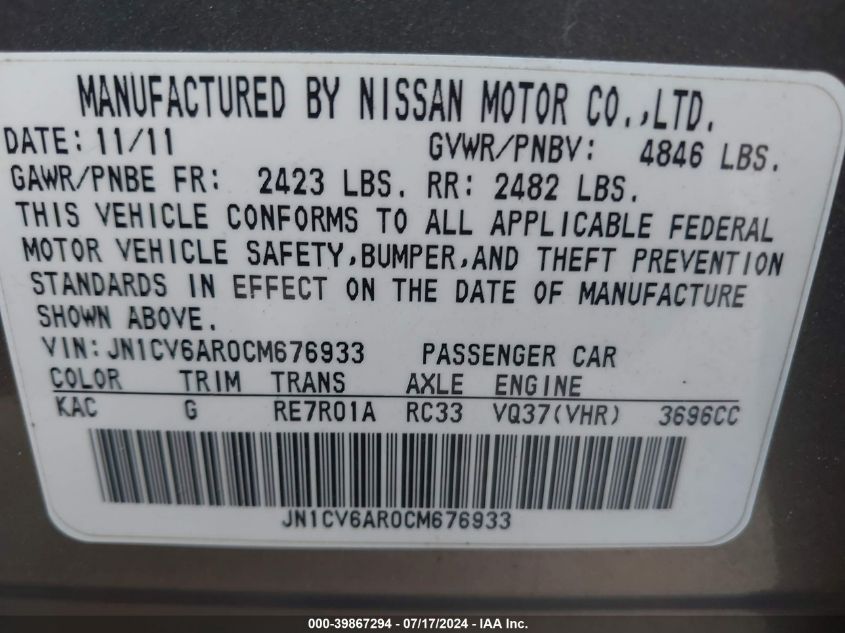 MANUFACTURED BY NISSAN MOTOR CO.,LTD.
DATE: 11/11 GVWR/PNBV: 4846 LBS.
GAWR/PNBE FR: 2423 LBS. RR: 2482 LBS.
THIS VEHICLE CONFORMS TO ALL APPLICABLE FEDERAL
MOTOR VEHICLE SAFETY,BUMPER,AND THEFT PREVENTION
STANDARDS IN EFFECT ON THE DATE OF MANUFACTURE
SHOWN ABOVE.
VIN:JN1CV6AR0CM676933 PASSENGER CAR
COLOR TRIM TRANS AXLE ENGINE
KAC G RE7R01A RC33 VQ37(VHR) 3696CC
JN1CV6AR0CM676933
000-39867294 - 07/17/2024 - IAA Inc.